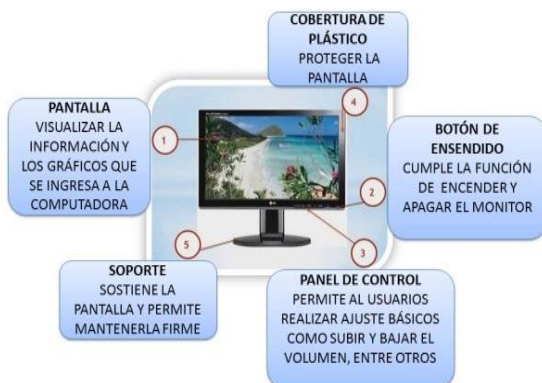 COBERTURA DE
PLÁSTICO
PROTEGER LA
PANTALLA
PANTALLA
VISUALIZAR LA
INFORMACIÓN Y
LOS GRÁFICOS QUE
SE INGRESA A LA
COMPUTADORA
1
4
BOTÓN DE
ENSENDIDO
CUMPLE LA FUNCIÓN
DE ENCENDER Y
APAGAR EL MONITOR
2
5
3
SOPORTE
SOSTIENE LA
PANTALLA Y PERMITE
MANTENERLA FIRME
PANEL DE CONTROL
PERMITE AL USUARIOS
REALIZAR AJUSTE BÁSICOS
COMO SUBIR Y BAJAR EL
VOLUMEN, ENTRE OTROS